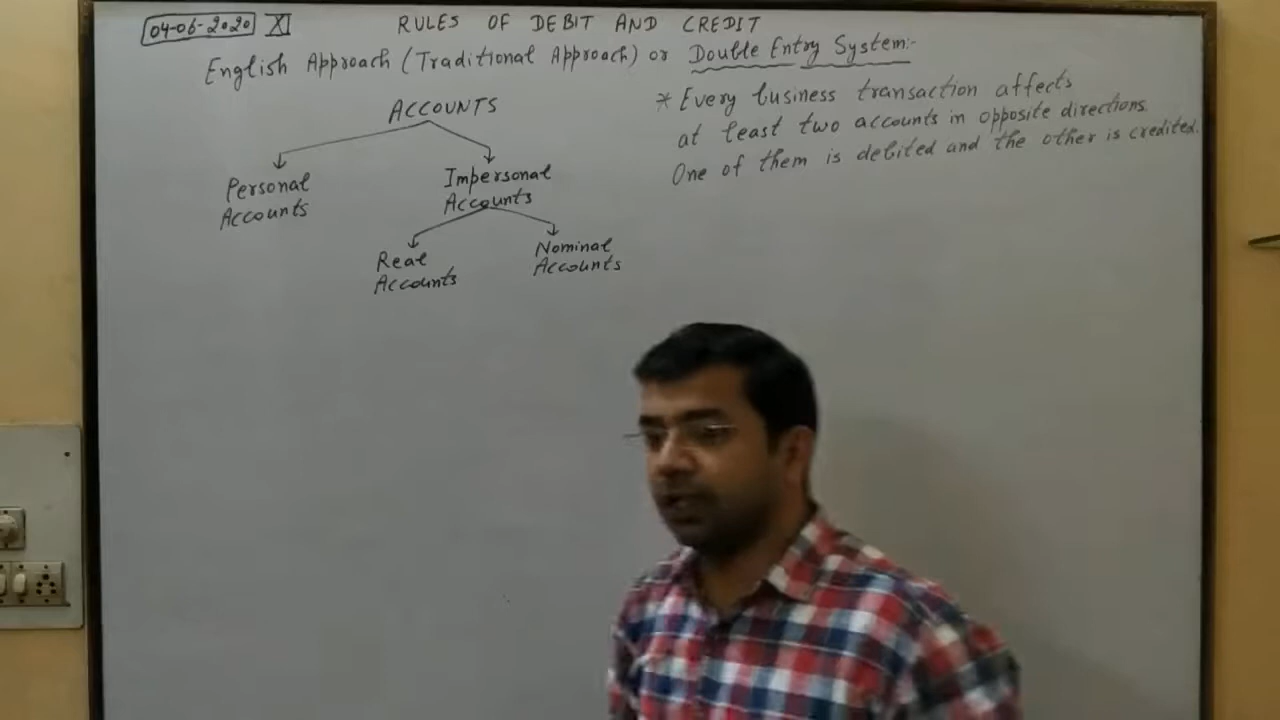 04-06-2020 XI RULES OF DEBIT AND CREDIT
English Approach (Traditional Approach) or Double Entry System:-
ACCOUNTS
Personal
Accounts
Impersonal
Accounts
Real
Accounts
Nominal
Accounts
* Every business transaction affects
at least two accounts in opposite directions.
One of them is debited and the other is credited.